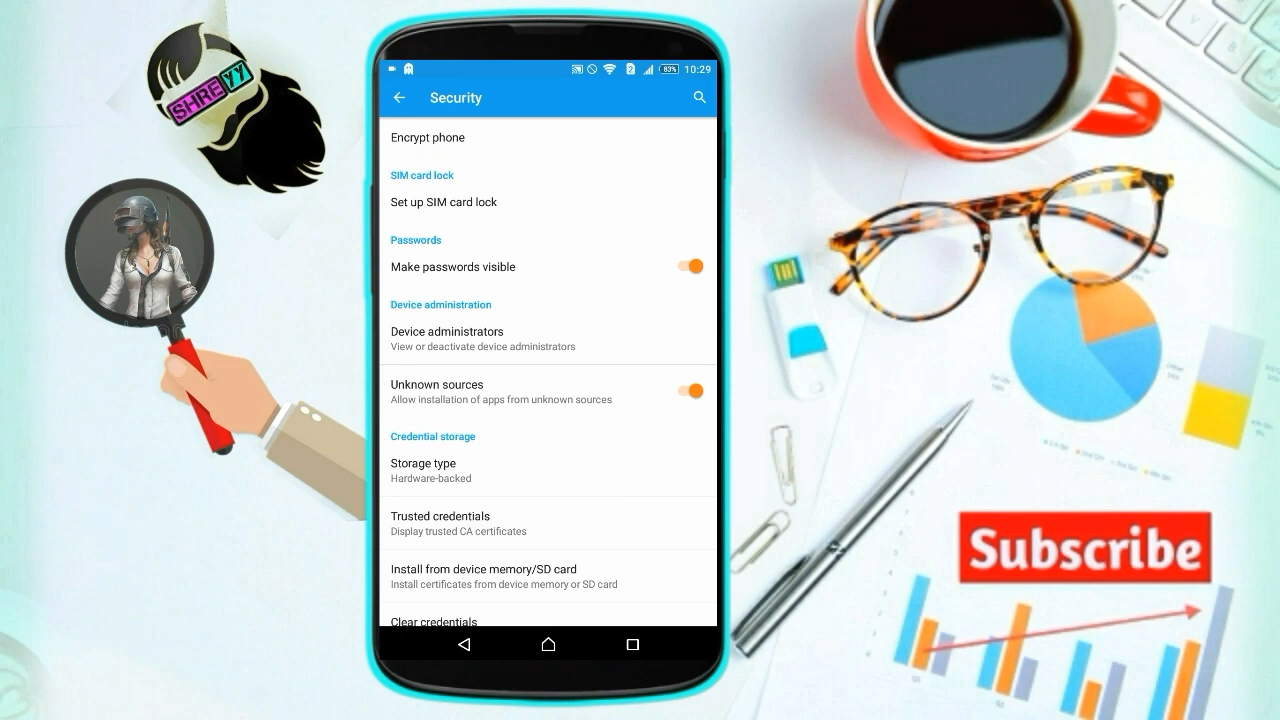 SHRE
YY
83%
10:29
Security
Encrypt phone
SIM card lock
Set up SIM card lock
Passwords
Make passwords visible
Device administration
Device administrators
View or deactivate device administrators
Unknown sources
Allow installation of apps from unknown sources
Credential storage
Storage type
Hardware-backed
Trusted credentials
Display trusted CA certificates
Install from device memory/SD card
Install certificates from device memory or SD card
Clear credentials
Subscribe